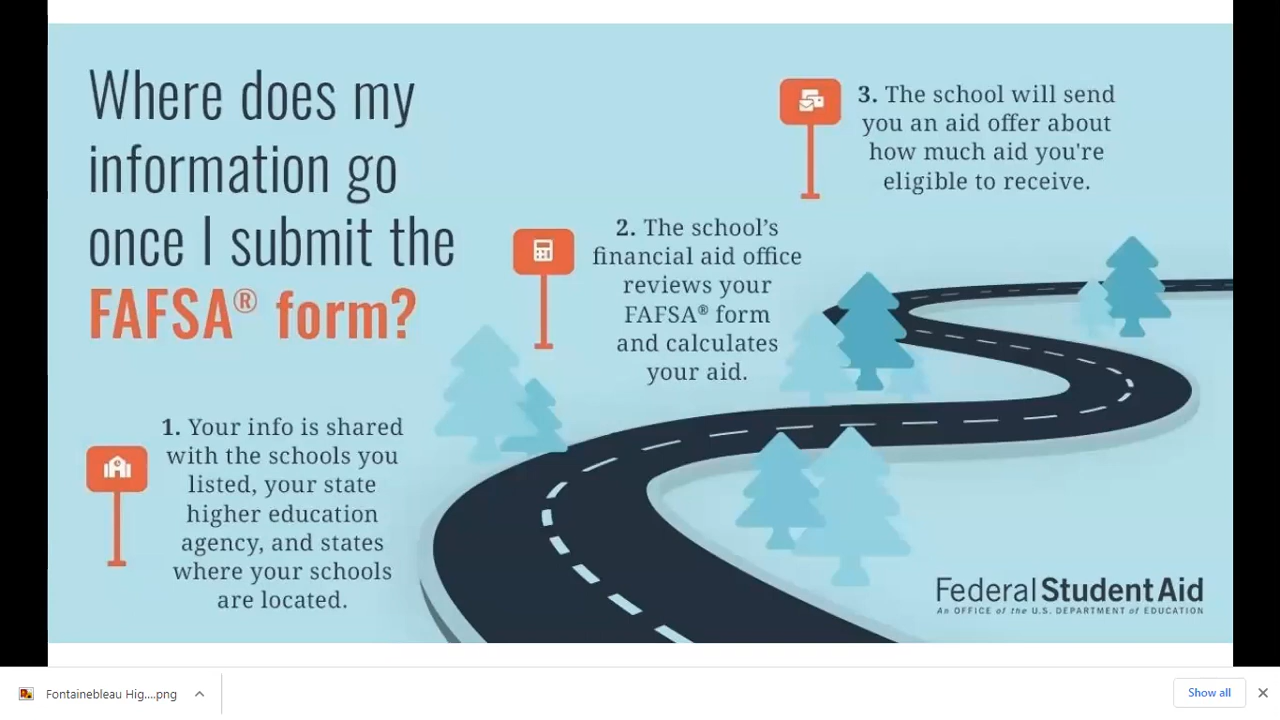 Where does my
information go
once I submit the
FAFSA® form?
1. Your info is shared
with the schools you
listed, your state
higher education
agency, and states
where your schools
are located.
2. The school’s
financial aid office
reviews your
FAFSA® form
and calculates
your aid.
3. The school will send
you an aid offer about
how much aid you're
eligible to receive.
Federal Student Aid
An OFFICE of the U.S. DEPARTMENT of EDUCATION
Fontainebleau Hig....png
Show all